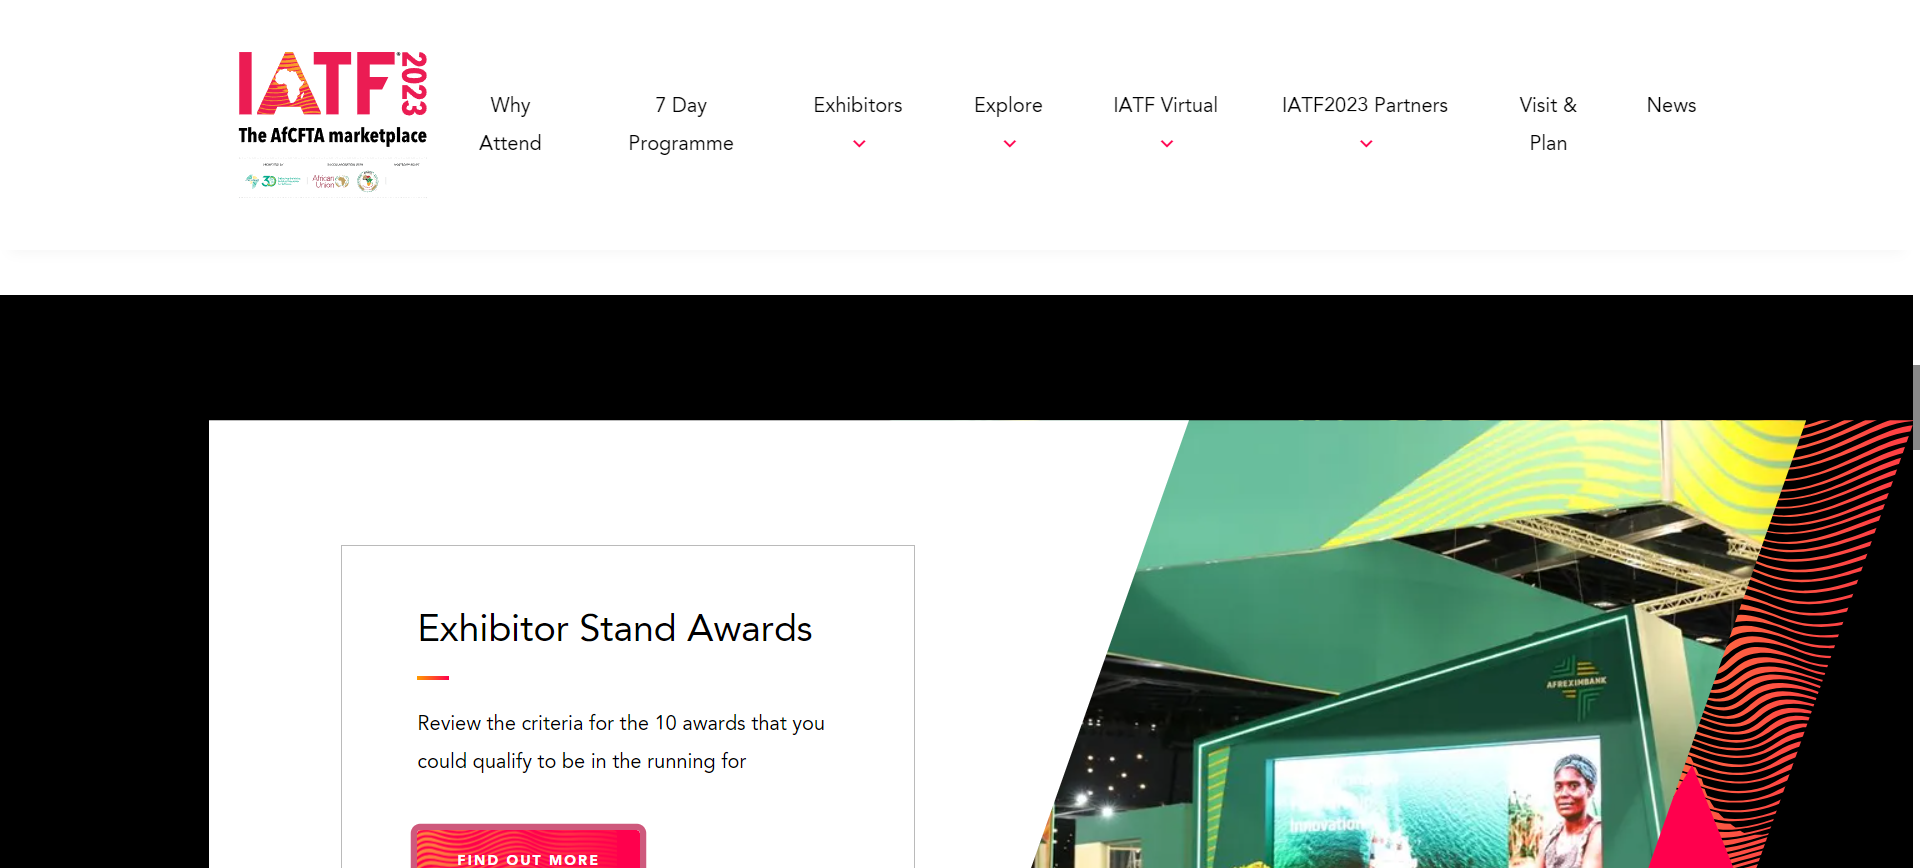 IATF 2023
The AfCFTA marketplace
African
Union
Why
Attend
7 Day
Programme
Exhibitors
Explore
IATF Virtual
IATF2023 Partners
Visit &
Plan
News
Exhibitor Stand Awards
Review the criteria for the 10 awards that you
could qualify to be in the running for
FIND OUT MORE
AFREXIMBANK
Innovation